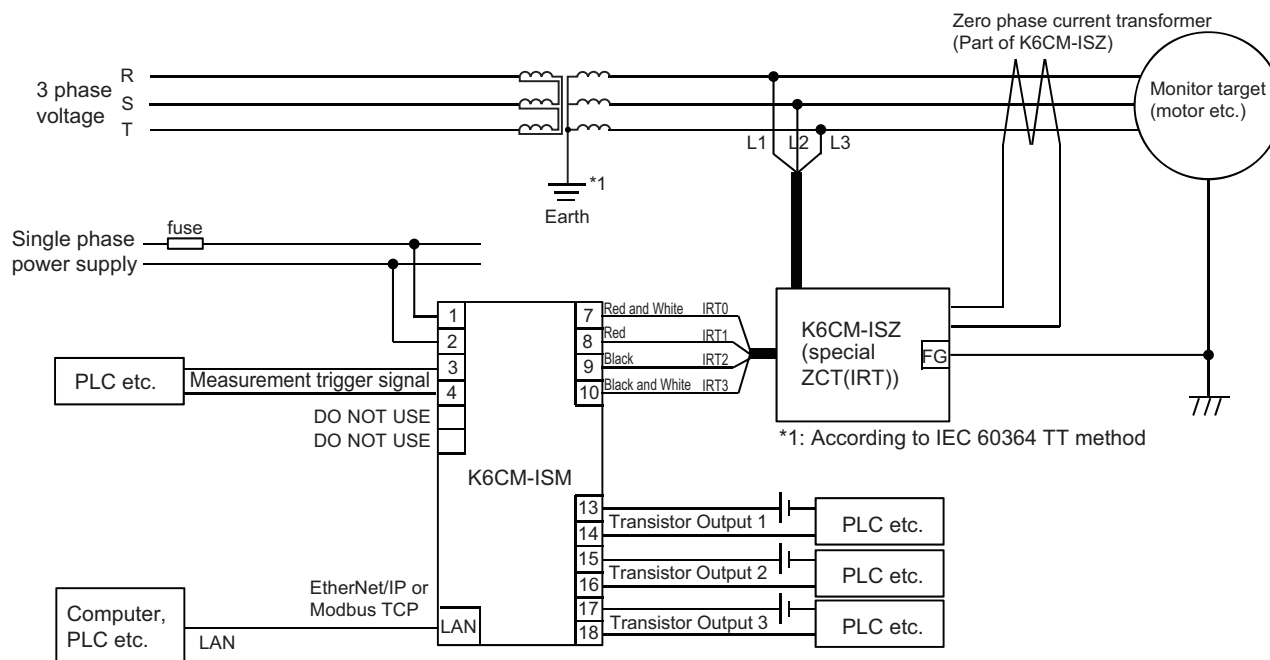 Zero phase current transformer
(Part of K6CM-ISZ)
3 phase
voltage
R
S
T
Monitor target
(motor etc.)
L1
L2
L3
*1
Earth
Single phase
power supply
fuse
1
2
3
4
7
8
9
10
Red and White IRT0
Red IRT1
Black IRT2
Black and White IRT3
K6CM-ISZ
(special
ZCT(IRT))
FG
PLC etc.
Measurement trigger signal
DO NOT USE
DO NOT USE
*1: According to IEC 60364 TT method
K6CM-ISM
13
14
15
16
17
18
Transistor Output 1
PLC etc.
Transistor Output 2
PLC etc.
Transistor Output 3
PLC etc.
EtherNet/IP or
Modbus TCP
LAN
Computer,
PLC etc.
LAN